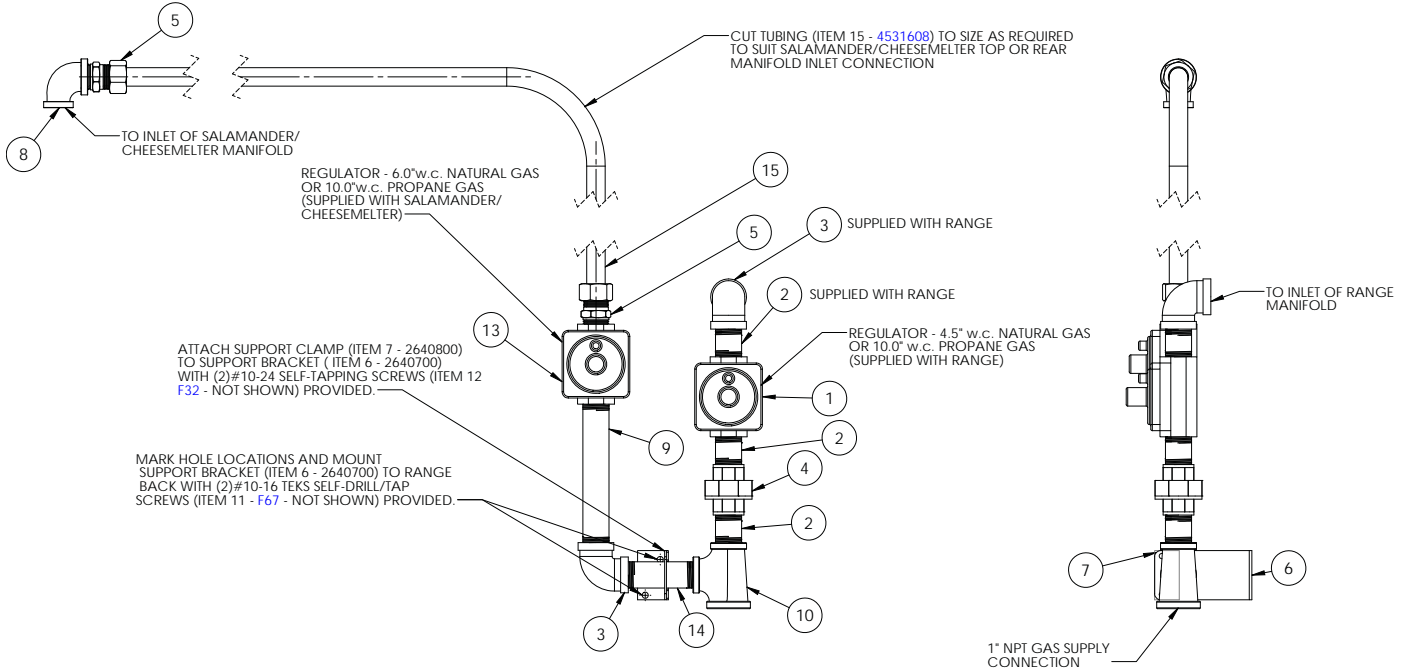 5
CUT TUBING (ITEM 15 - 4531608) TO SIZE AS REQUIRED
TO SUIT SALAMANDER/CHEESEMELTER TOP OR REAR
MANIFOLD INLET CONNECTION
8
TO INLET OF SALAMANDER/
CHEESEMELTER MANIFOLD
REGULATOR - 6.0"w.c. NATURAL GAS
OR 10.0"w.c. PROPANE GAS
(SUPPLIED WITH SALAMANDER/
CHEESEMELTER)
15
5
3
SUPPLIED WITH RANGE
2
SUPPLIED WITH RANGE
TO INLET OF RANGE
MANIFOLD
13
REGULATOR - 4.5" w.c. NATURAL GAS
OR 10.0" w.c. PROPANE GAS
(SUPPLIED WITH RANGE)
ATTACH SUPPORT CLAMP (ITEM 7 - 2640800)
TO SUPPORT BRACKET ( ITEM 6 - 2640700)
WITH (2)#10-24 SELF-TAPPING SCREWS (ITEM 12
F32 - NOT SHOWN) PROVIDED.
1
9
2
4
MARK HOLE LOCATIONS AND MOUNT
SUPPORT BRACKET (ITEM 6 - 2640700) TO RANGE
BACK WITH (2)#10-16 TEKS SELF-DRILL/TAP
SCREWS (ITEM 11 - F67 - NOT SHOWN) PROVIDED.
2
7
6
3
14
10
1" NPT GAS SUPPLY
CONNECTION